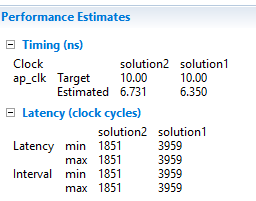 Performance Estimates
Timing (ns)
Clock solution2 solution1
ap_clk Target 10.00 10.00
Estimated 6.731 6.350
Latency (clock cycles)
solution2 solution1
Latency min 1851 3959
max 1851 3959
Interval min 1851 3959
max 1851 3959